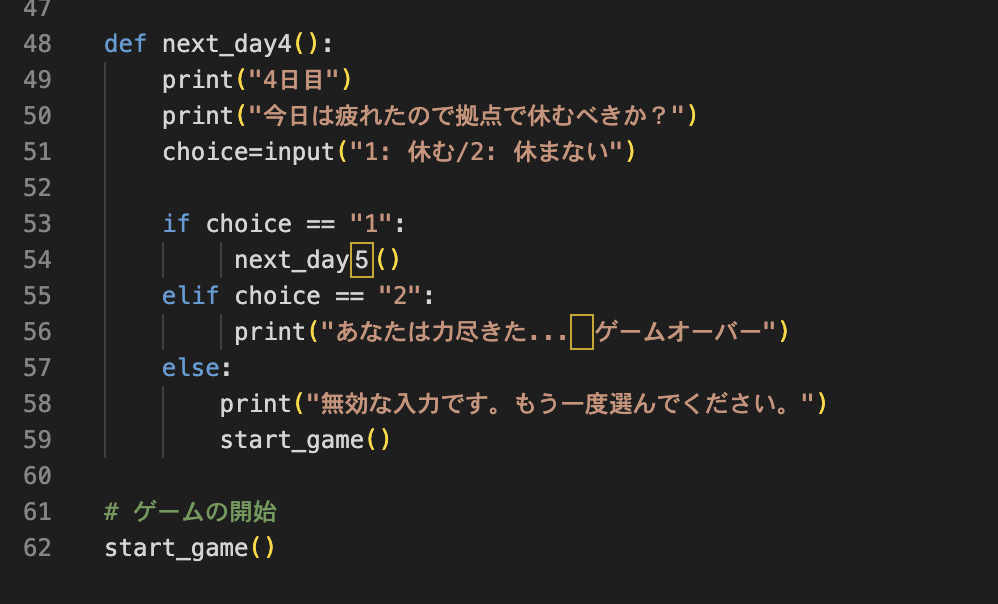 47
48 def next_day4():
49 print("4日目")
50 print("今日は疲れたので拠点で休むべきか？")
51 choice=input("1: 休む/2: 休まない")
52
53 if choice == "1":
54 next_day５()
55 elif choice == "2":
56 print("あなたは力尽きた...　ゲームオーバー")
57 else:
58 print("無効な入力です。もう一度選んでください。")
59 start_game()
60
61 # ゲームの開始
62 start_game()